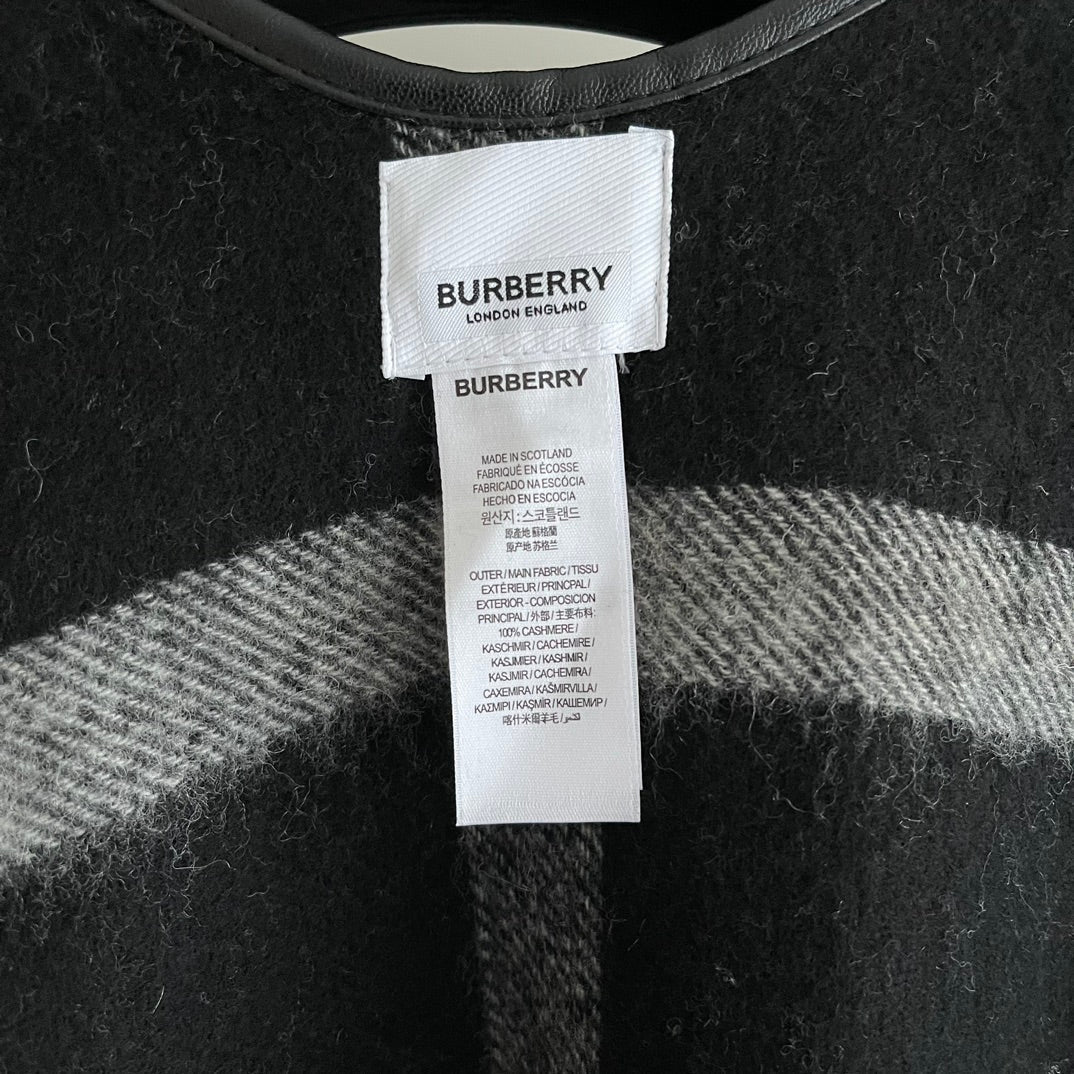 BURBERRY
LONDON ENGLAND
BURBERRY
MADE IN SCOTLAND
FABRIQUÉ EN ÉCOSSE
FABRICADO NA ESCÓCIA
HECHO EN ESCOCIA
원산지 : 스코틀랜드
原產地 蘇格蘭
原产地 苏格兰
OUTER / MAIN FABRIC / TISSU
EXTÉRIEUR / PRINCPAL /
EXTERIOR - COMPOSICION
PRINCIPAL / 外部 / 主要布料:
100% CASHMERE /
KASCHMIR / CACHEMIRE /
KASJMIER / KASHMIR /
KASJMIR / CACHEMIRA /
CAXEMIRA / KAŠMIRVILLA /
ΚΑΣΜΙΡΙ / KAŞMİR / КАШЕМИР /
喀什米爾羊毛 /